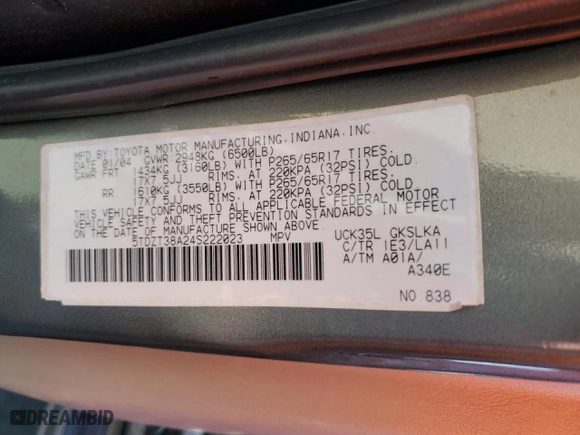 MFD.BY:TOYOTA MOTOR MANUFACTURING.INDIANA.INC
DATE 01/04 GVWR:2948KG (6500LB)
GAWR FRT 1434KG (3160LB) WITH P265/65R17 TIRES.
17X7.5JJ RIMS. AT 220KPA (32PSI) COLD
RR. 1610KG (3550LB) WITH P265/65R17 TIRES.
17X7.5JJ RIMS. AT 220KPA (32PSI) COLD
THIS VEHICLE CONFORMS TO ALL APPLICABLE FEDERAL MOTOR
VEHICLE SAFETY AND THEFT PREVENTION STANDARDS IN EFFECT
ON THE DATE OF MANUFACTURE SHOWN ABOVE.
5TDZT38A24S222023 MPV
UCK35L GKSLKA
C/TR 1E3/LA11
A/TM A01A/
A340E
NO.838
DREAMBID